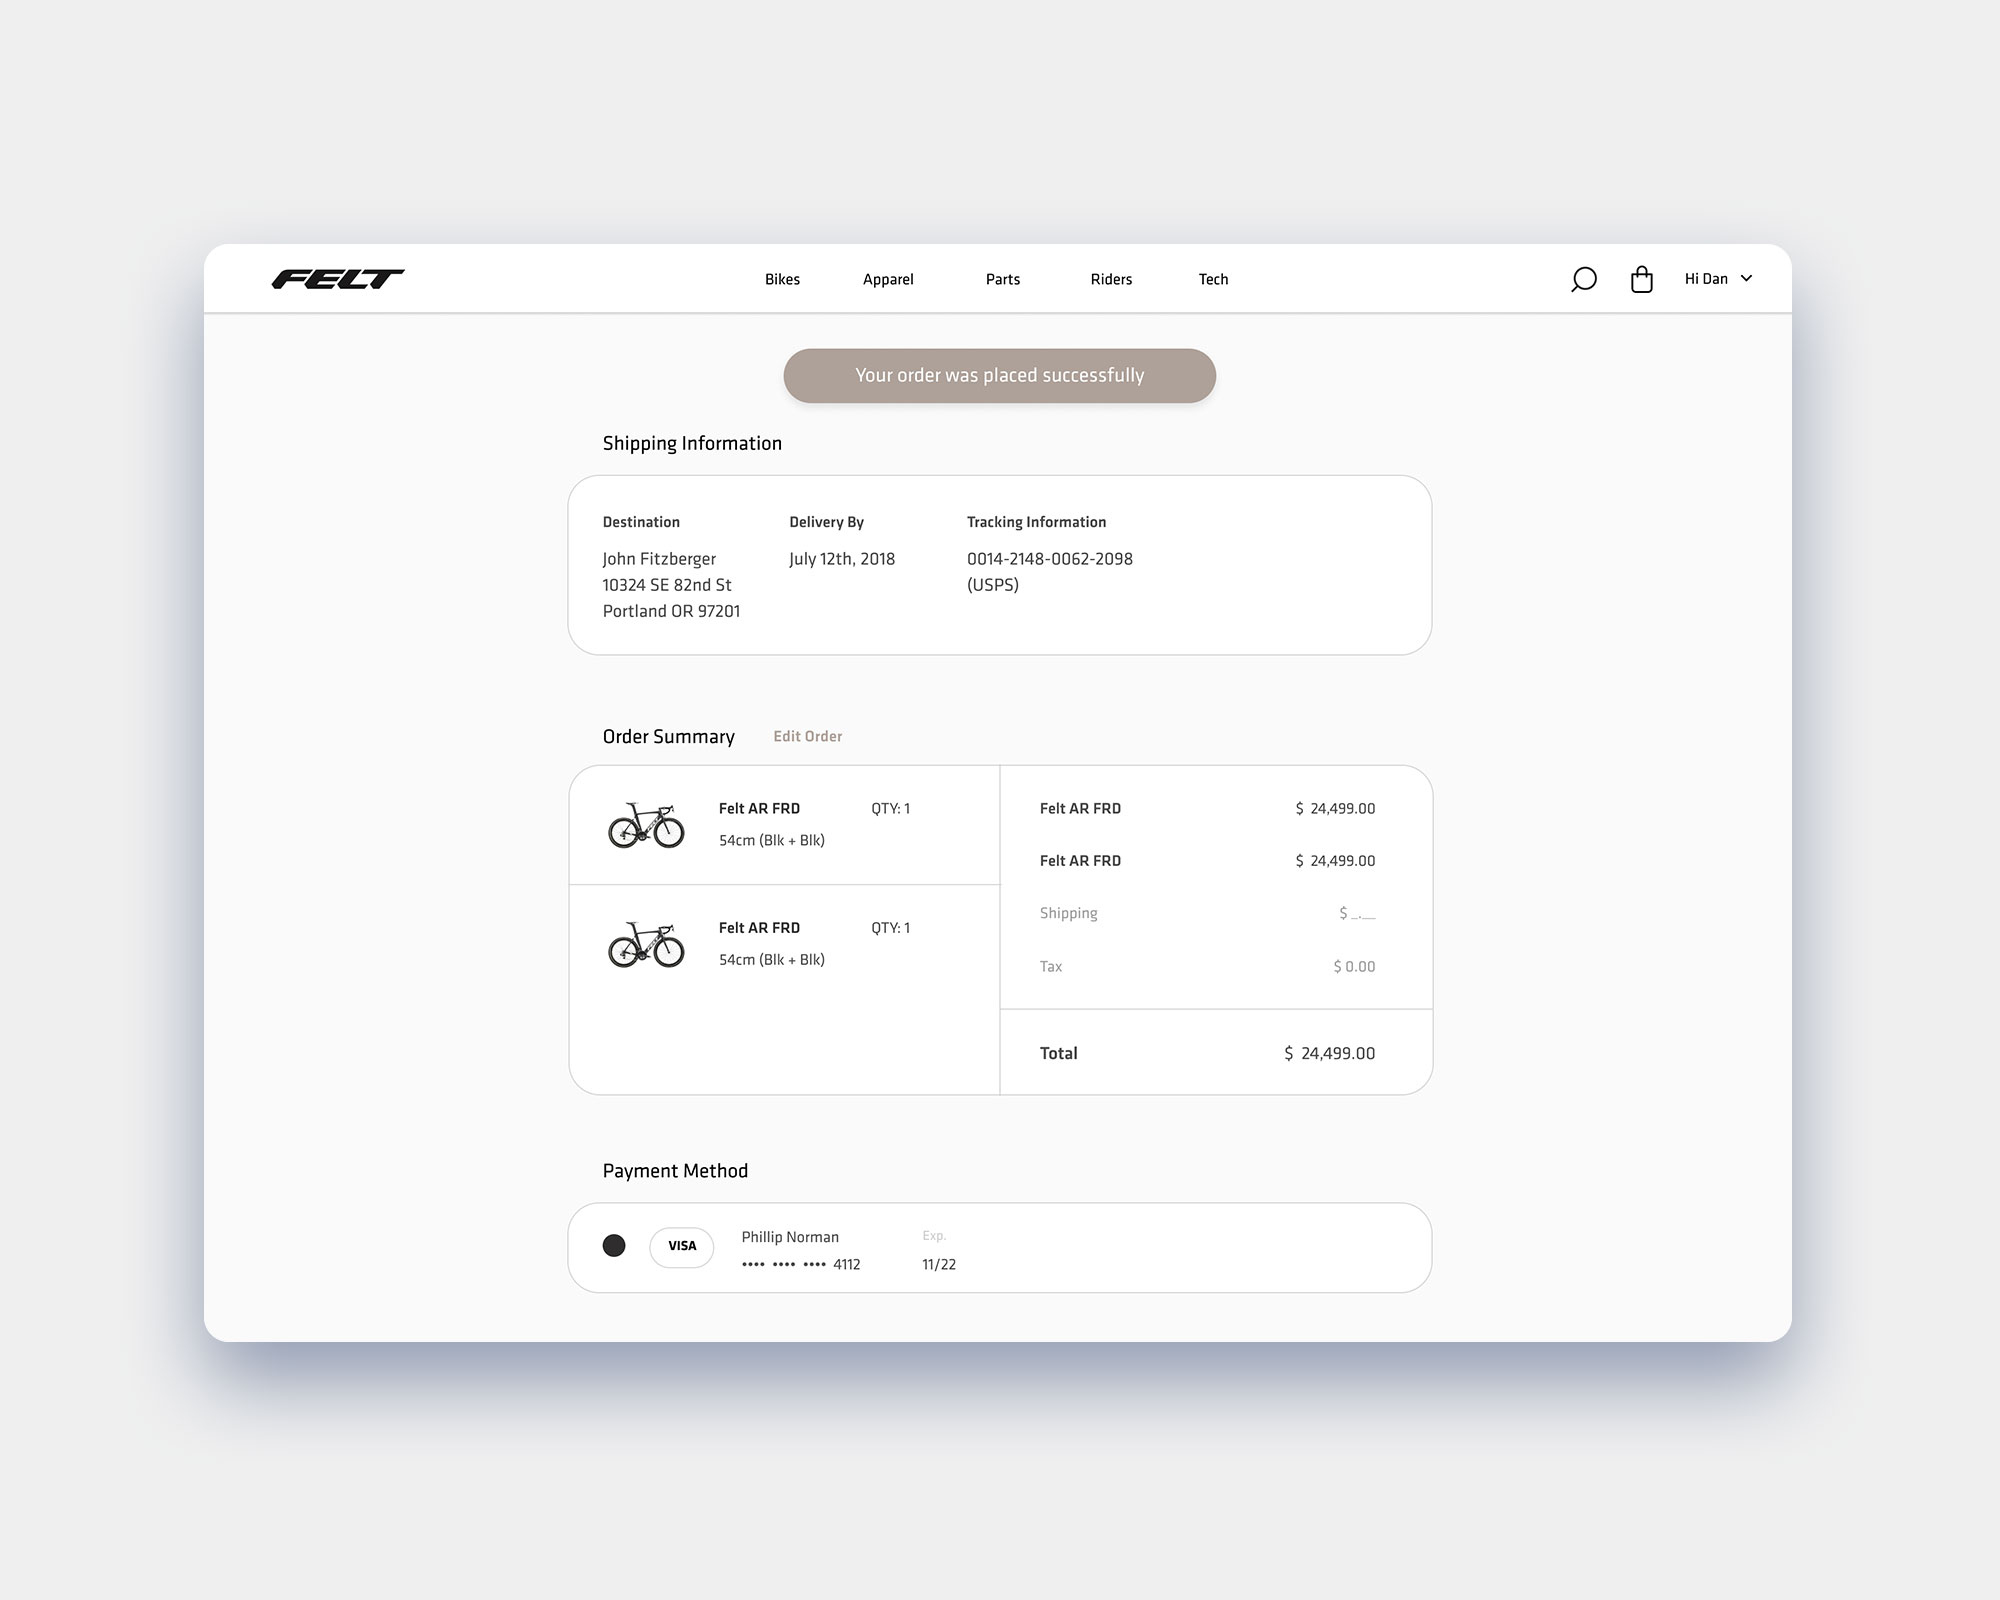 FELT
Bikes Apparel Parts Riders Tech Hi Dan
Your order was placed successfully
Shipping Information
Destination
John Fitzberger
10324 SE 82nd St
Portland OR 97201
Delivery By
July 12th, 2018
Tracking Information
0014-2148-0062-2098
(USPS)
Order Summary Edit Order
Felt AR FRD QTY: 1
54cm (Blk + Blk)
Felt AR FRD QTY: 1
54cm (Blk + Blk)
Felt AR FRD $ 24,499.00
Felt AR FRD $ 24,499.00
Shipping $ _.__
Tax $ 0.00
Total $ 24,499.00
Payment Method
VISA
Phillip Norman
•••• •••• •••• 4112
Exp.
11/22